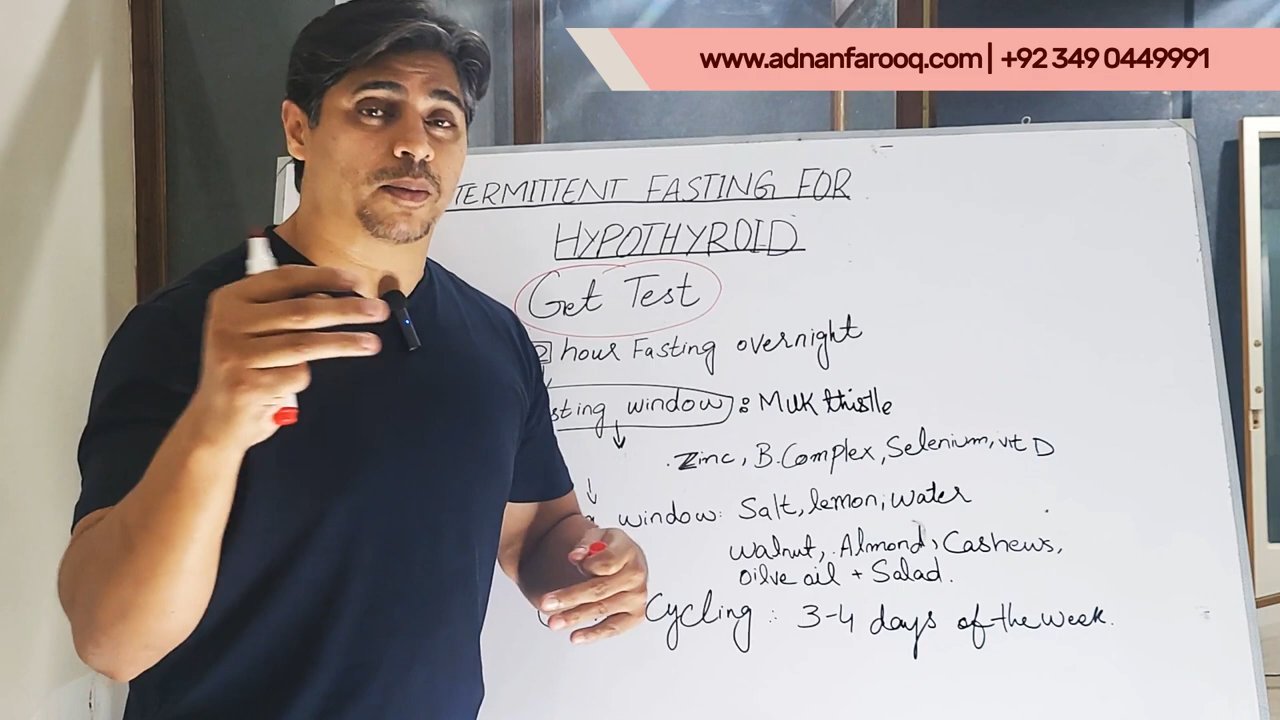 www.adnanfarooq.com | +92 349 0449991
TERMITTENT FASTING FOR
HYPOTHYROID
Get Test
2 hour Fasting overnight
sting window : Milk thistle
Zinc, B.Complex, Selenium, vit D
window: Salt, lemon, water
walnut, Almond, Cashews,
oilve oil + Salad.
Cycling : 3-4 days of the week.